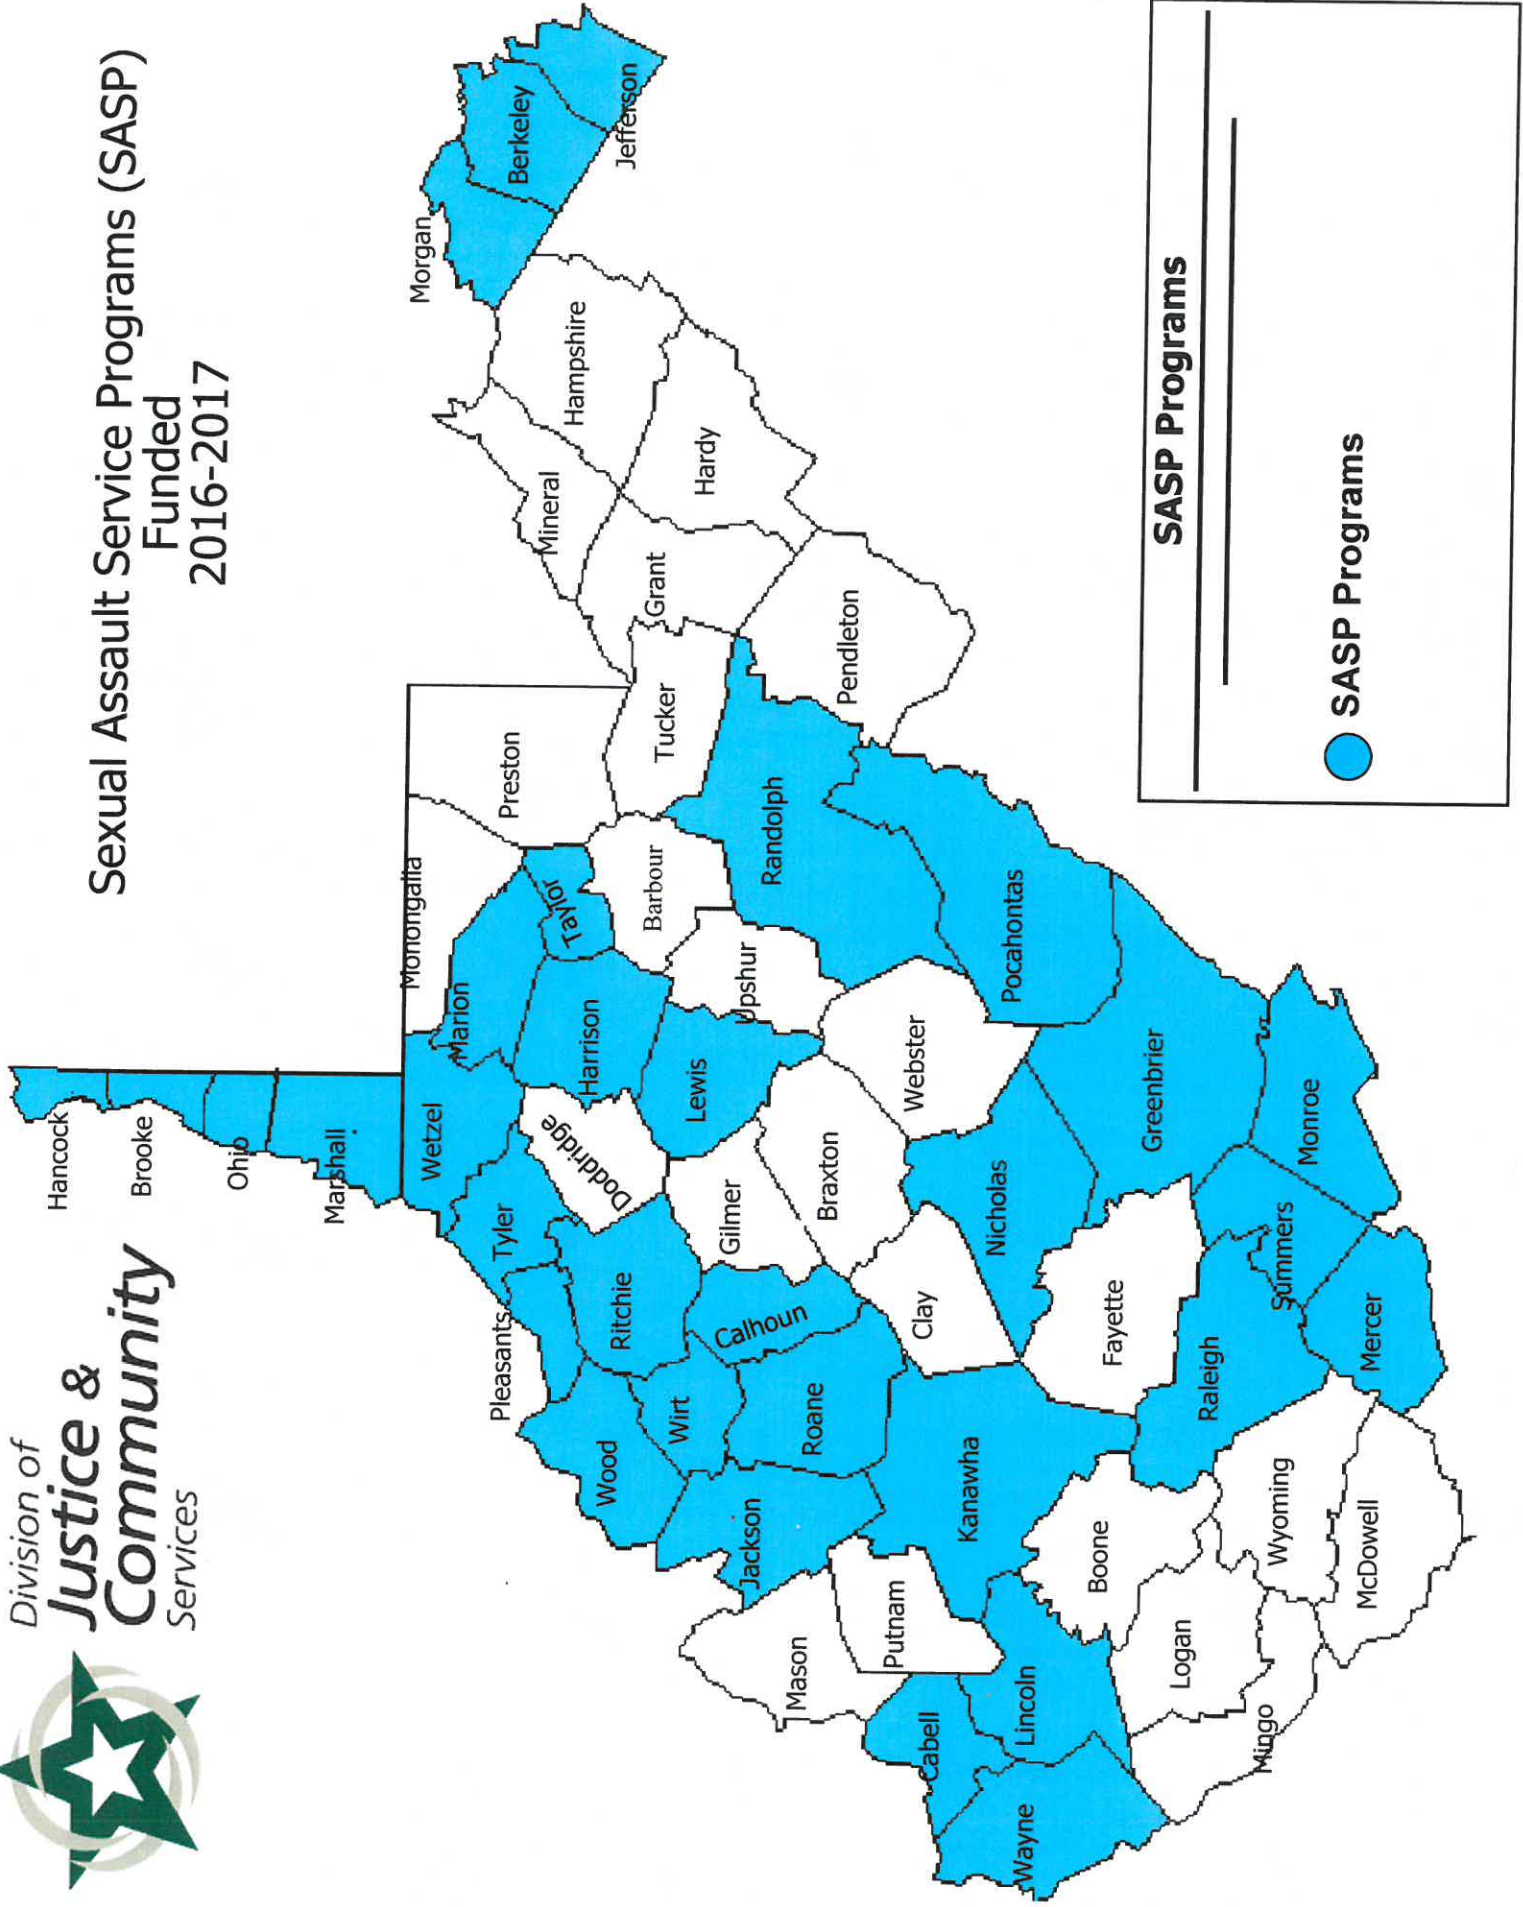 Division of
Justice &
Community
Services
Sexual Assault Service Programs (SASP)
Funded
2016-2017
Hancock
Brooke
Ohio
Marshall
Wetzel
Monongalia
Marion
Preston
Morgan
Berkeley
Jefferson
Hampshire
Mineral
Hardy
Grant
Pendleton
Tucker
Taylor
Barbour
Harrison
Doddridge
Tyler
Pleasants
Ritchie
Wood
Wirt
Calhoun
Gilmer
Lewis
Upshur
Randolph
Pocahontas
Webster
Braxton
Clay
Roane
Jackson
Mason
Putnam
Kanawha
Nicholas
Greenbrier
Monroe
Summers
Fayette
Raleigh
Mercer
Boone
Lincoln
Cabell
Wayne
Logan
Mingo
Wyoming
McDowell
SASP Programs
SASP Programs